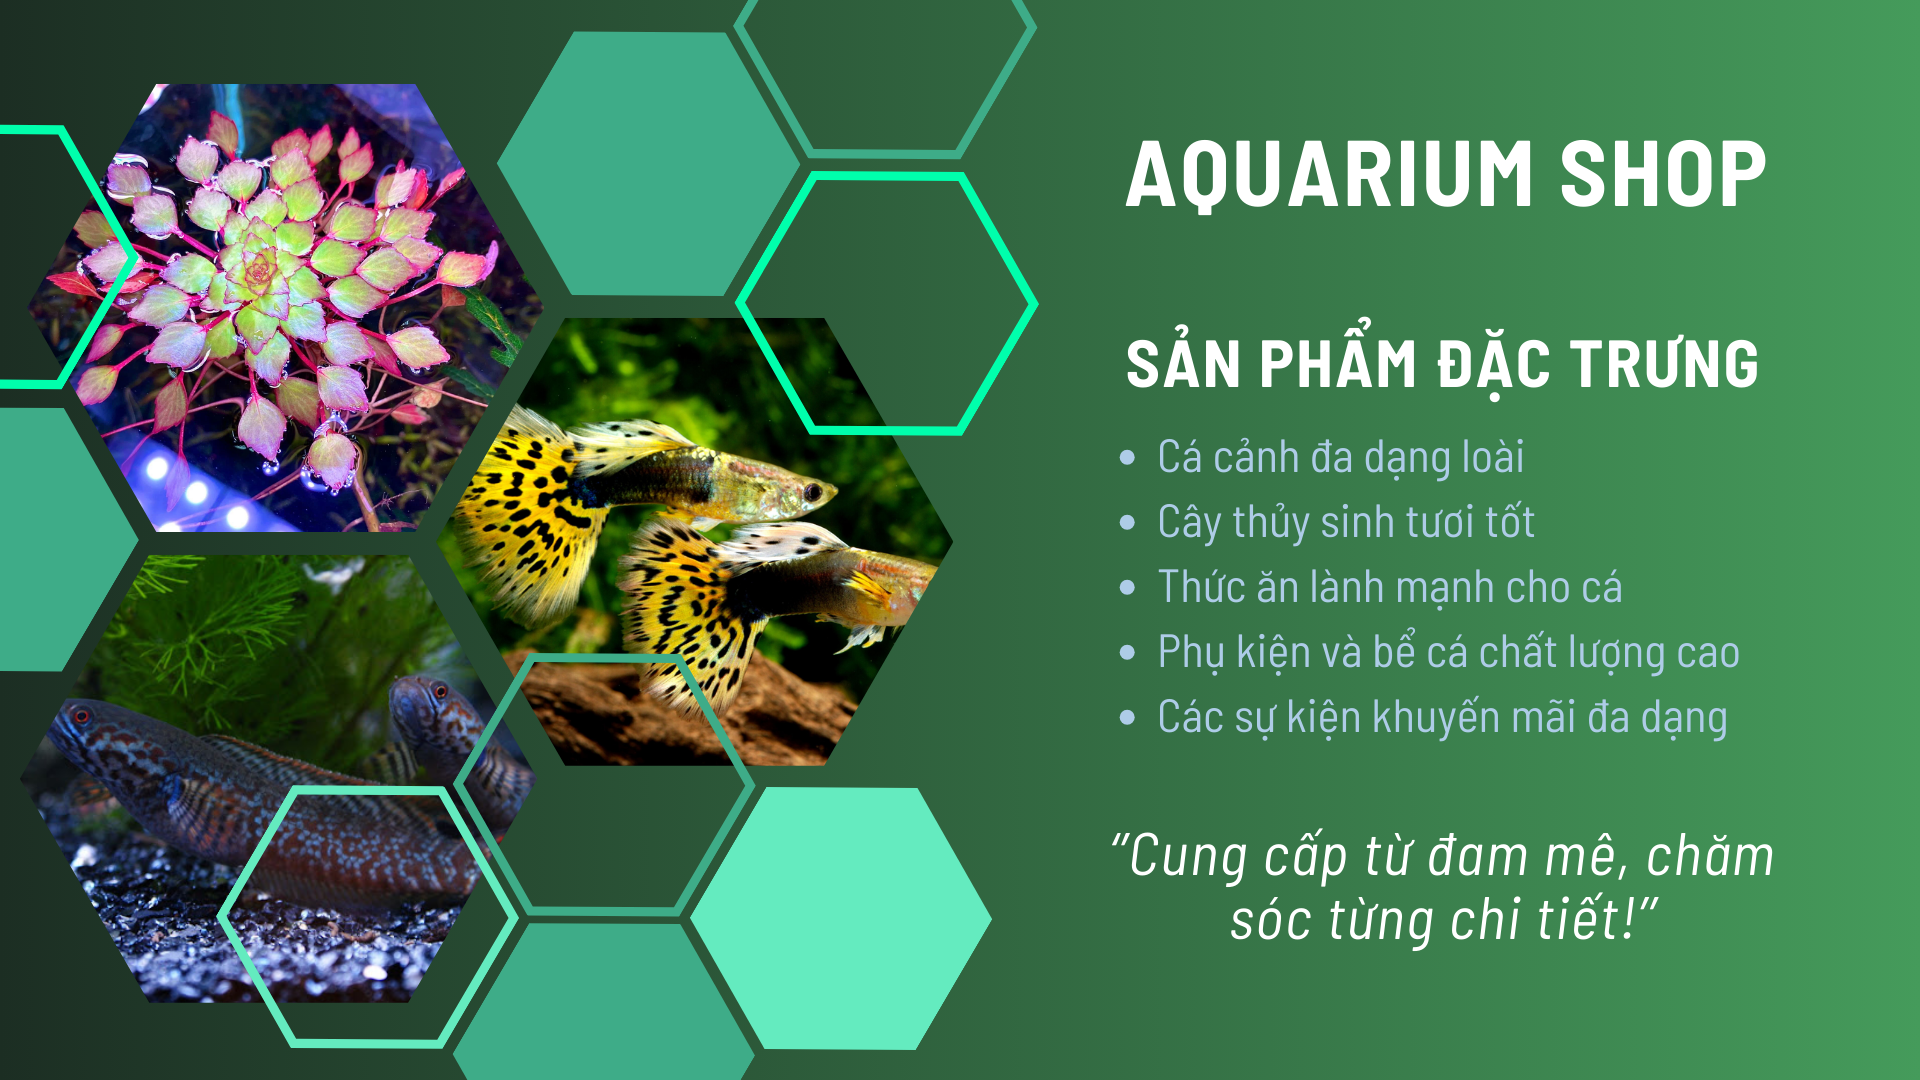 AQUARIUM SHOP
SẢN PHẨM ĐẶC TRƯNG
• Cá cảnh đa dạng loài
• Cây thủy sinh tươi tốt
• Thức ăn lành mạnh cho cá
• Phụ kiện và bể cá chất lượng cao
• Các sự kiện khuyến mãi đa dạng
“Cung cấp từ đam mê, chăm
sóc từng chi tiết!”